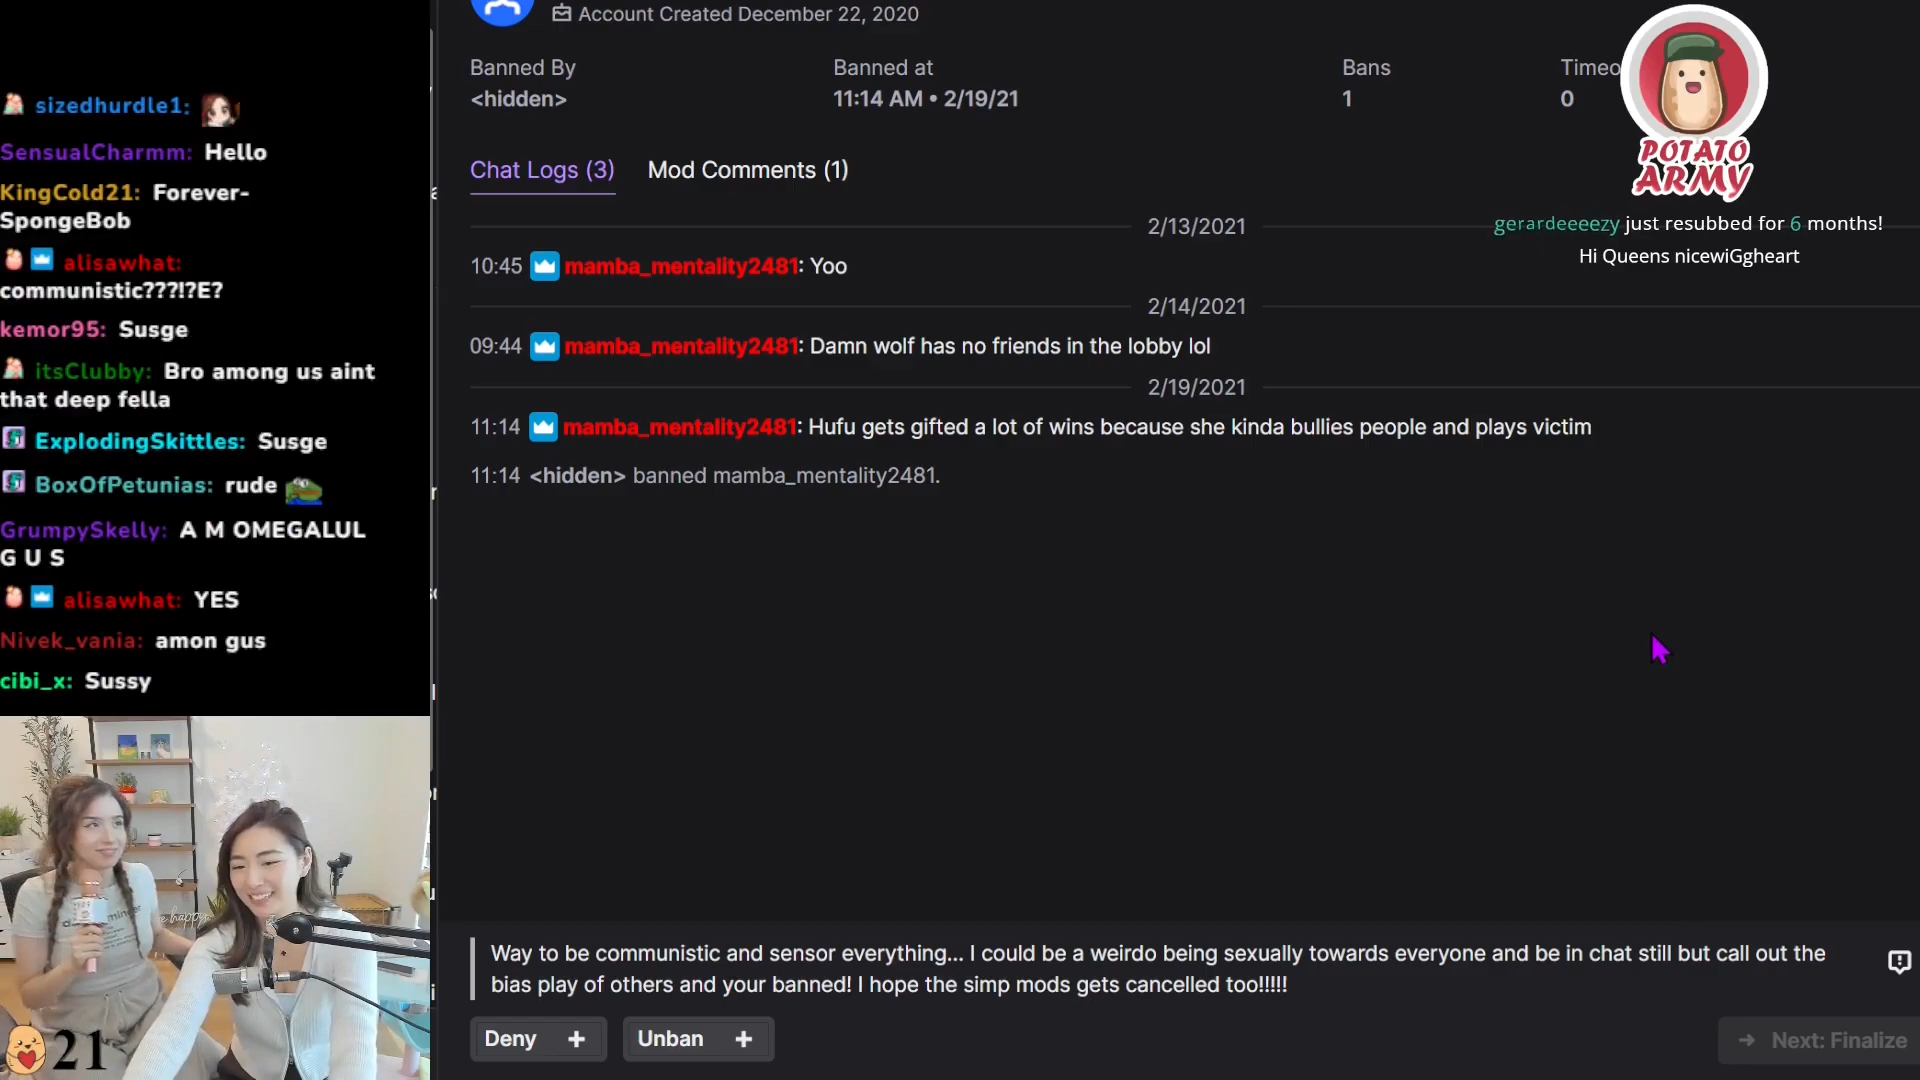 Account Created December 22, 2020
Banned By
<hidden>
Banned at
11:14 AM • 2/19/21
Bans
1
Timeo
0
POTATO
ARMY
gerardeeeezy just resubbed for 6 months!
Hi Queens nicewiGgheart
Chat Logs (3)
Mod Comments (1)
2/13/2021
10:45 mamba_mentality2481: Yoo
2/14/2021
09:44 mamba_mentality2481: Damn wolf has no friends in the lobby lol
2/19/2021
11:14 mamba_mentality2481: Hufu gets gifted a lot of wins because she kinda bullies people and plays victim
11:14 <hidden> banned mamba_mentality2481.
Way to be communistic and sensor everything... I could be a weirdo being sexually towards everyone and be in chat still but call out the
bias play of others and your banned! I hope the simp mods gets cancelled too!!!!!
Deny +
Unban +
Next: Finalize
sizedhurdle1:
SensualCharmm: Hello
KingCold21: Forever-
SpongeBob
alisawhat:
communistic???!?E?
kemor95: Susge
itsClubby: Bro among us aint
that deep fella
ExplodingSkittles: Susge
BoxOfPetunias: rude
GrumpySkelly: A M OMEGALUL
G U S
alisawhat: YES
Nivek_vania: amon gus
cibi_x: Sussy
happy
21